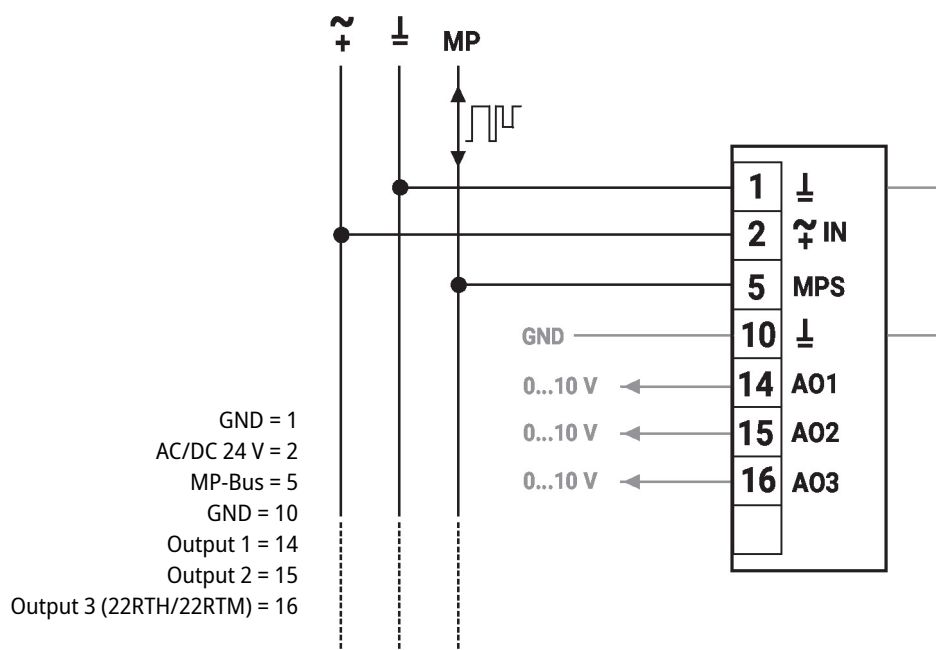 ~
+ ⊥
= MP
1 ⊥
2 ~
+ IN
5 MPS
GND 10 ⊥
0...10 V 14 AO1
0...10 V 15 AO2
0...10 V 16 AO3
GND = 1
AC/DC 24 V = 2
MP-Bus = 5
GND = 10
Output 1 = 14
Output 2 = 15
Output 3 (22RTH/22RTM) = 16